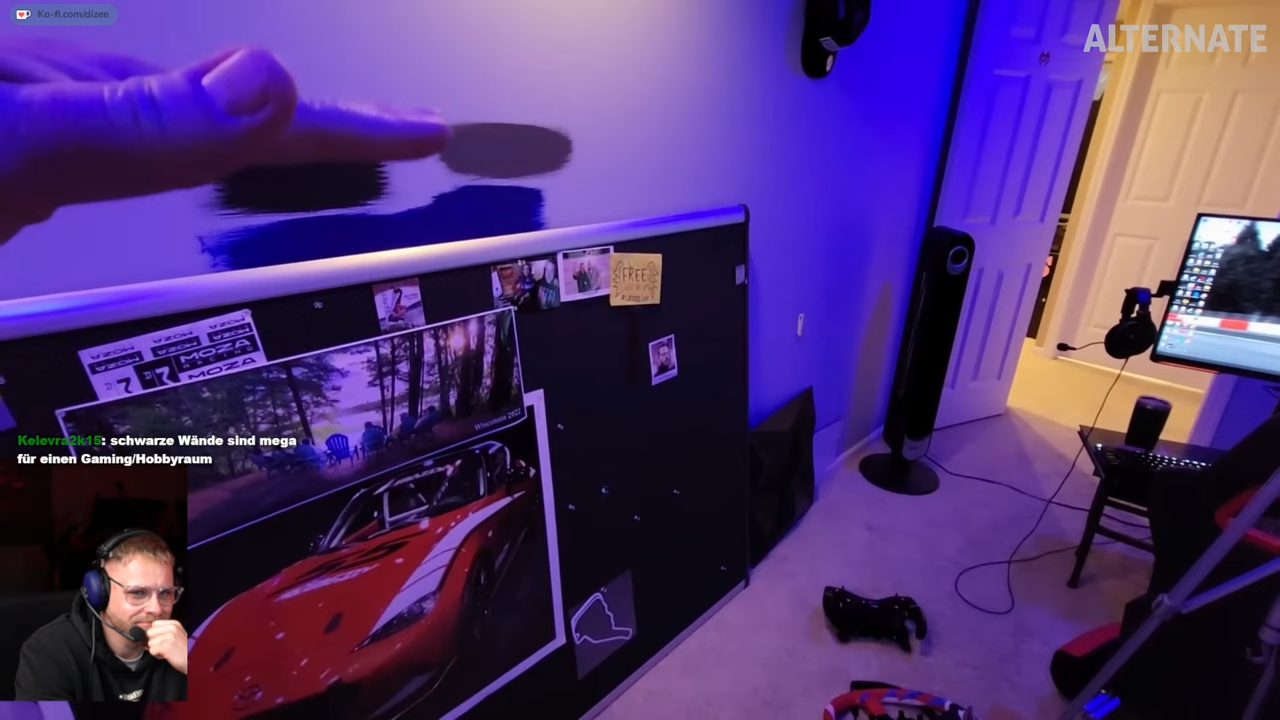 Ko-fi.com/dizee
ALTERNATE
FREE
MOZA
MOZA
MOZA
Wisconsin 2022
Kelevra2k15: schwarze Wände sind mega
für einen Gaming/Hobbyraum